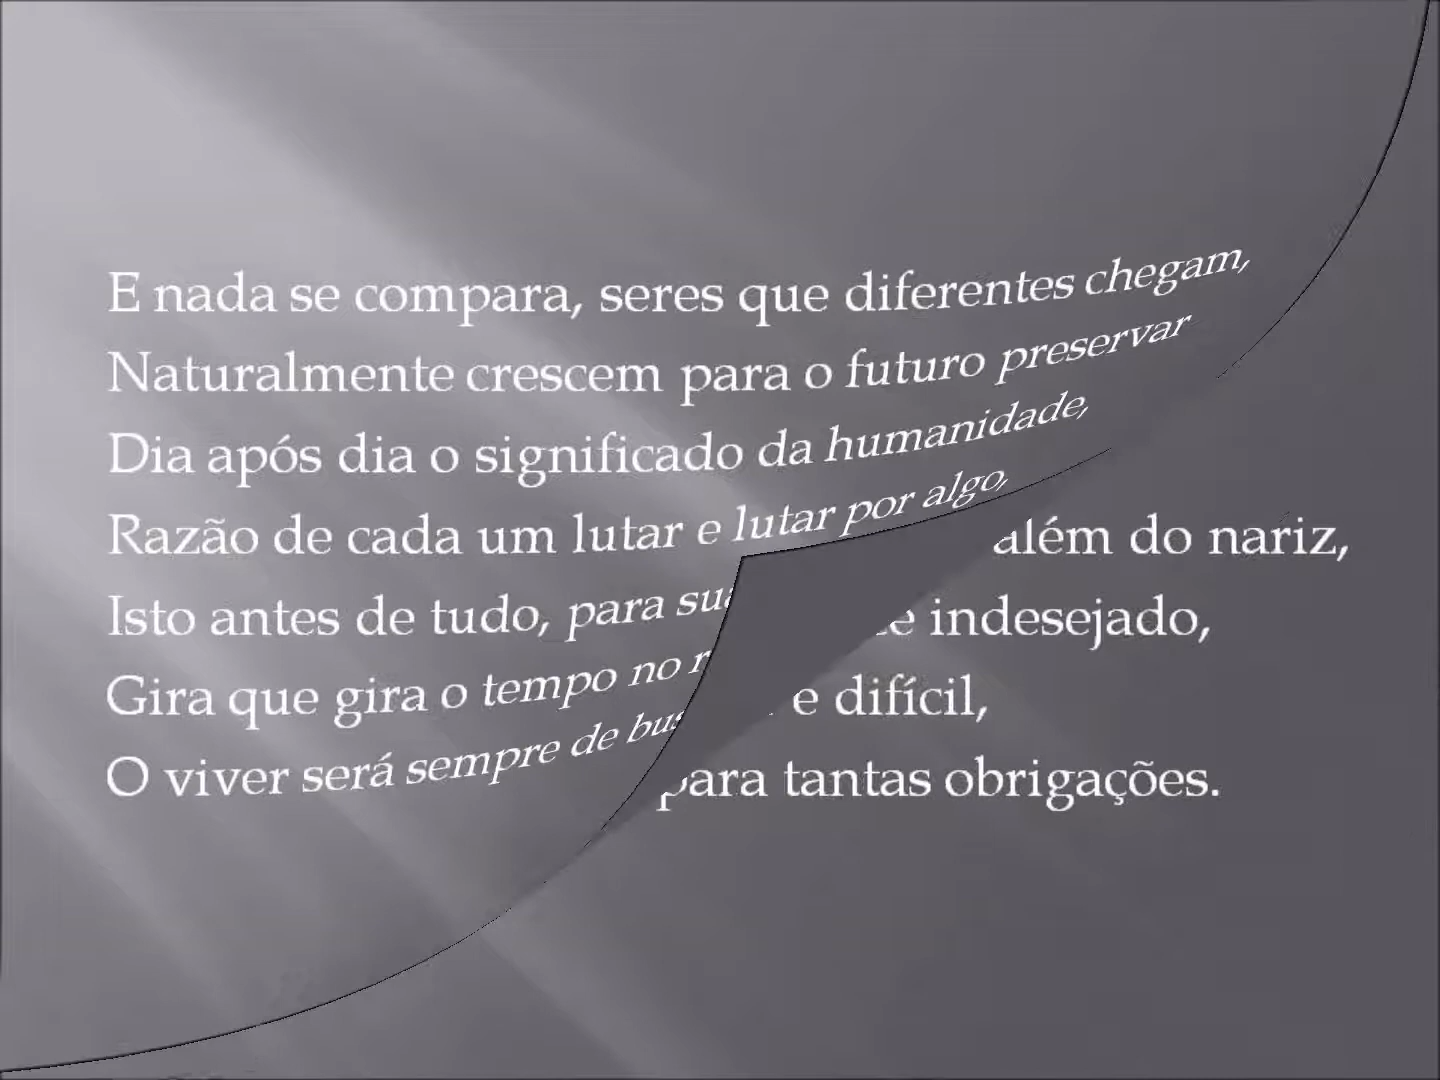 E nada se compara, seres que diferentes chegam,
Naturalmente crescem para o futuro preservar
Dia após dia o significado da humanidade,
Razão de cada um lutar e lutar por algo, além do nariz,
Isto antes de tudo, para indesejado,
Gira que gira o tempo no e difícil,
O viver será sempre de para tantas obrigações.